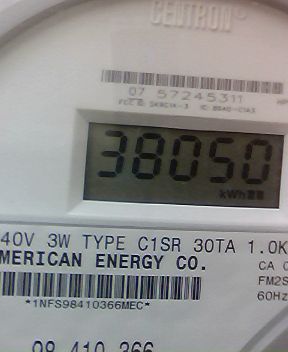 CENTRON
07 57245311
38050
kWh
40V 3W TYPE C1SR 30TA 1.0K
MERICAN ENERGY CO.
CA 0
FM2S
60Hz
*1NFS98410366MEC*
98 410 366